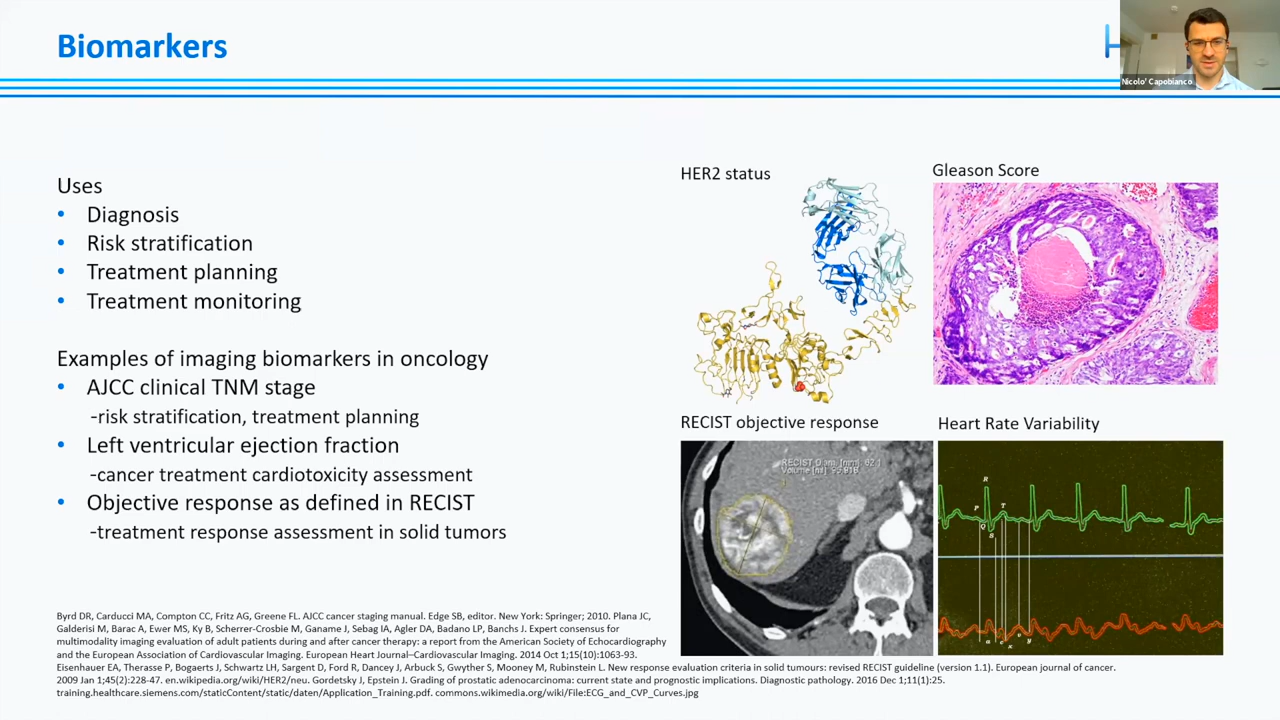 Biomarkers
H
Nicolo' Capobianco
Uses
• Diagnosis
• Risk stratification
• Treatment planning
• Treatment monitoring
Examples of imaging biomarkers in oncology
• AJCC clinical TNM stage
-risk stratification, treatment planning
• Left ventricular ejection fraction
-cancer treatment cardiotoxicity assessment
• Objective response as defined in RECIST
-treatment response assessment in solid tumors
HER2 status
Gleason Score
RECIST objective response
RECIST Diam. [mm]:
Volume [ml]:
Heart Rate Variability
R
P
T
Q
S
Byrd DR, Carducci MA, Compton CC, Fritz AG, Greene FL. AJCC cancer staging manual. Edge SB, editor. New York: Springer; 2010. Plana JC,
Galderisi M, Barac A, Ewer MS, Ky B, Scherrer-Crosbie M, Ganame J, Sebag IA, Agler DA, Badano LP, Banchs J. Expert consensus for
multimodality imaging evaluation of adult patients during and after cancer therapy: a report from the American Society of Echocardiography
and the European Association of Cardiovascular Imaging. European Heart Journal–Cardiovascular Imaging. 2014 Oct 1;15(10):1063-93.
Eisenhauer EA, Therasse P, Bogaerts J, Schwartz LH, Sargent D, Ford R, Dancey J, Arbuck S, Gwyther S, Mooney M, Rubinstein L. New response evaluation criteria in solid tumours: revised RECIST guideline (version 1.1). European journal of cancer.
2009 Jan 1;45(2):228-47. en.wikipedia.org/wiki/HER2/neu. Gordetsky J, Epstein J. Grading of prostatic adenocarcinoma: current state and prognostic implications. Diagnostic pathology. 2016 Dec 1;11(1):25.
training.healthcare.siemens.com/staticContent/static/daten/Application_Training.pdf. commons.wikimedia.org/wiki/File:ECG_and_CVP_Curves.jpg